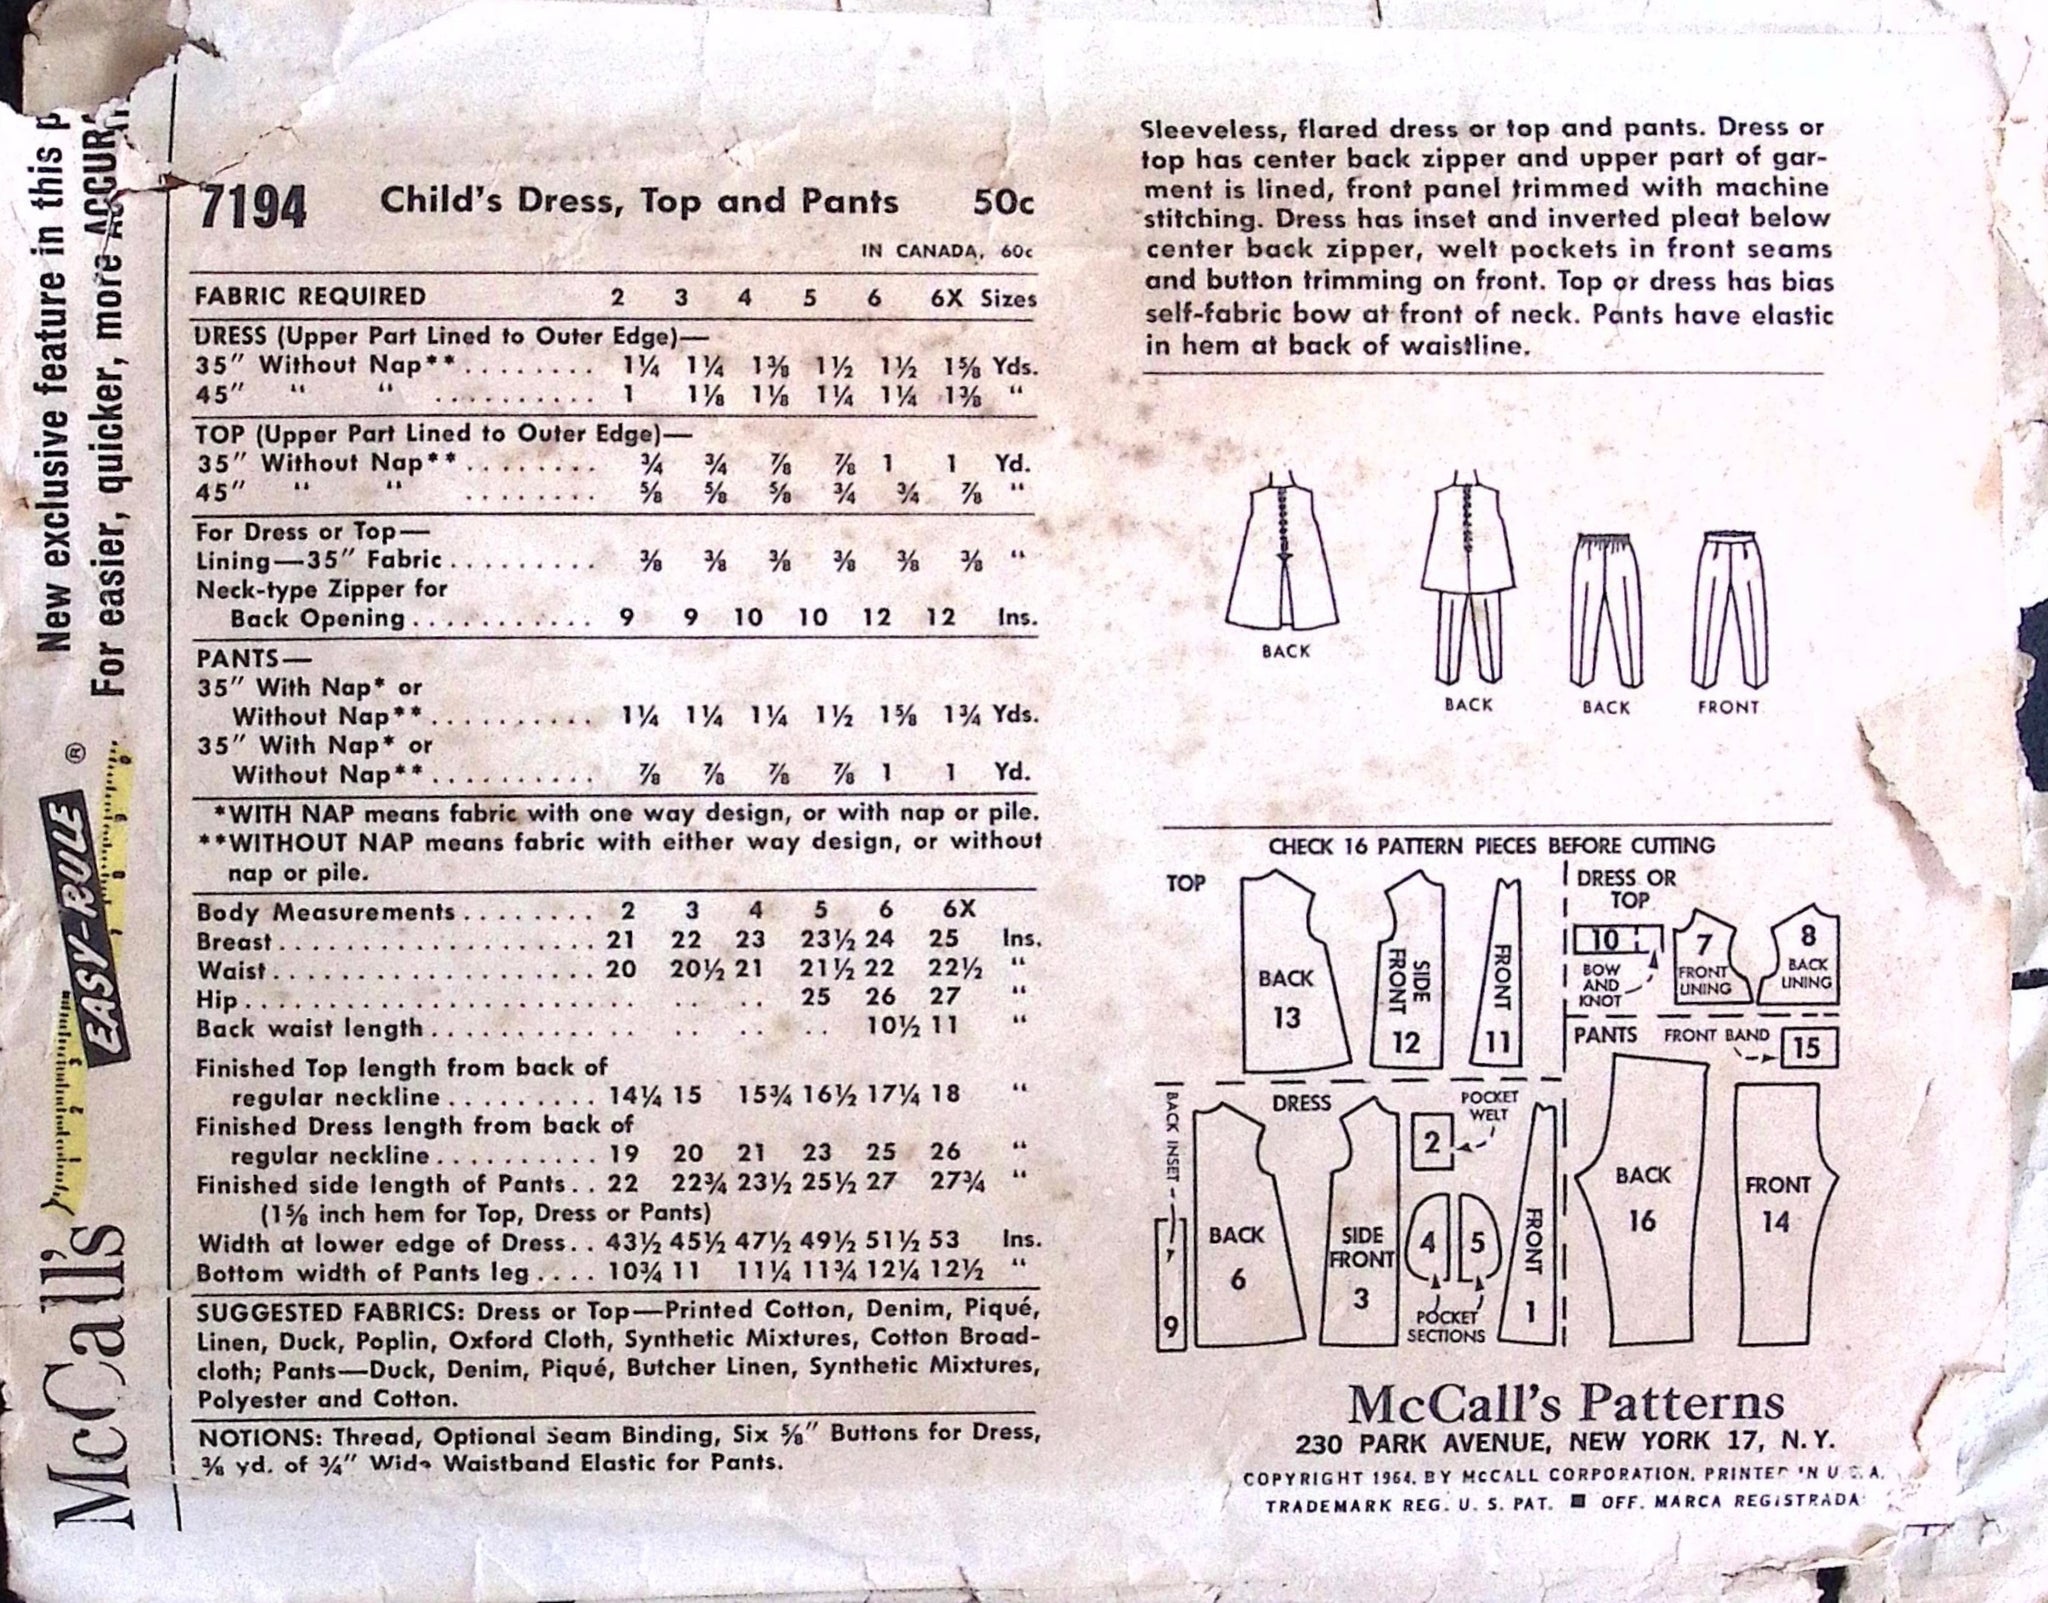 New exclusive feature in this p
For easier, quicker, more ACCUR
McCall's EASY-RULE ®
7194 Child's Dress, Top and Pants 50c
IN CANADA, 60c
FABRIC REQUIRED 2 3 4 5 6 6X Sizes
DRESS (Upper Part Lined to Outer Edge)—
35" Without Nap** ........ 1¼ 1¼ 1⅜ 1½ 1½ 1⅝ Yds.
45" " " .......... 1 1⅛ 1⅛ 1¼ 1¼ 1⅜ "
TOP (Upper Part Lined to Outer Edge)—
35" Without Nap** ........ ¾ ¾ ⅞ ⅞ 1 1 Yd.
45" " " ........ ⅝ ⅝ ⅝ ¾ ¾ ⅞ "
For Dress or Top—
Lining—35" Fabric ......... ⅜ ⅜ ⅜ ⅜ ⅜ ⅜ "
Neck-type Zipper for
Back Opening ........... 9 9 10 10 12 12 Ins.
PANTS—
35" With Nap* or
Without Nap** .......... 1¼ 1¼ 1¼ 1½ 1⅝ 1¾ Yds.
35" With Nap* or
Without Nap** .......... ⅞ ⅞ ⅞ ⅞ 1 1 Yd.
*WITH NAP means fabric with one way design, or with nap or pile.
**WITHOUT NAP means fabric with either way design, or without
nap or pile.
Body Measurements ........ 2 3 4 5 6 6X
Breast .................... 21 22 23 23½ 24 25 Ins.
Waist .................... 20 20½ 21 21½ 22 22½ "
Hip ........................ .. .. 25 26 27 "
Back waist length ............. .. .. .. 10½ 11 "
Finished Top length from back of
regular neckline ......... 14¼ 15 15¾ 16½ 17¼ 18 "
Finished Dress length from back of
regular neckline .......... 19 20 21 23 25 26 "
Finished side length of Pants .. 22 22¾ 23½ 25½ 27 27¾ "
(1⅝ inch hem for Top, Dress or Pants)
Width at lower edge of Dress .. 43½ 45½ 47½ 49½ 51½ 53 Ins.
Bottom width of Pants leg .... 10¾ 11 11¼ 11¾ 12¼ 12½ "
SUGGESTED FABRICS: Dress or Top—Printed Cotton, Denim, Piqué,
Linen, Duck, Poplin, Oxford Cloth, Synthetic Mixtures, Cotton Broad-
cloth; Pants—Duck, Denim, Piqué, Butcher Linen, Synthetic Mixtures,
Polyester and Cotton.
NOTIONS: Thread, Optional Seam Binding, Six ⅝" Buttons for Dress,
⅜ yd. of ¾" Wide Waistband Elastic for Pants.
Sleeveless, flared dress or top and pants. Dress or
top has center back zipper and upper part of gar-
ment is lined, front panel trimmed with machine
stitching. Dress has inset and inverted pleat below
center back zipper, welt pockets in front seams
and button trimming on front. Top or dress has bias
self-fabric bow at front of neck. Pants have elastic
in hem at back of waistline.
BACK
BACK
BACK
FRONT
CHECK 16 PATTERN PIECES BEFORE CUTTING
TOP
BACK
13
SIDE FRONT
12
FRONT
11
DRESS OR
TOP
10
BOW
AND
KNOT
7
FRONT
LINING
8
BACK
LINING
PANTS
FRONT BAND
15
BACK
16
FRONT
14
DRESS
BACK INSET
9
BACK
6
SIDE
FRONT
3
POCKET
WELT
2
4
5
POCKET
SECTIONS
FRONT
1
McCall's Patterns
230 PARK AVENUE, NEW YORK 17, N.Y.
COPYRIGHT 1964, BY McCALL CORPORATION, PRINTED IN U.S.A.
TRADEMARK REG. U. S. PAT. ■ OFF. MARCA REGISTRADA